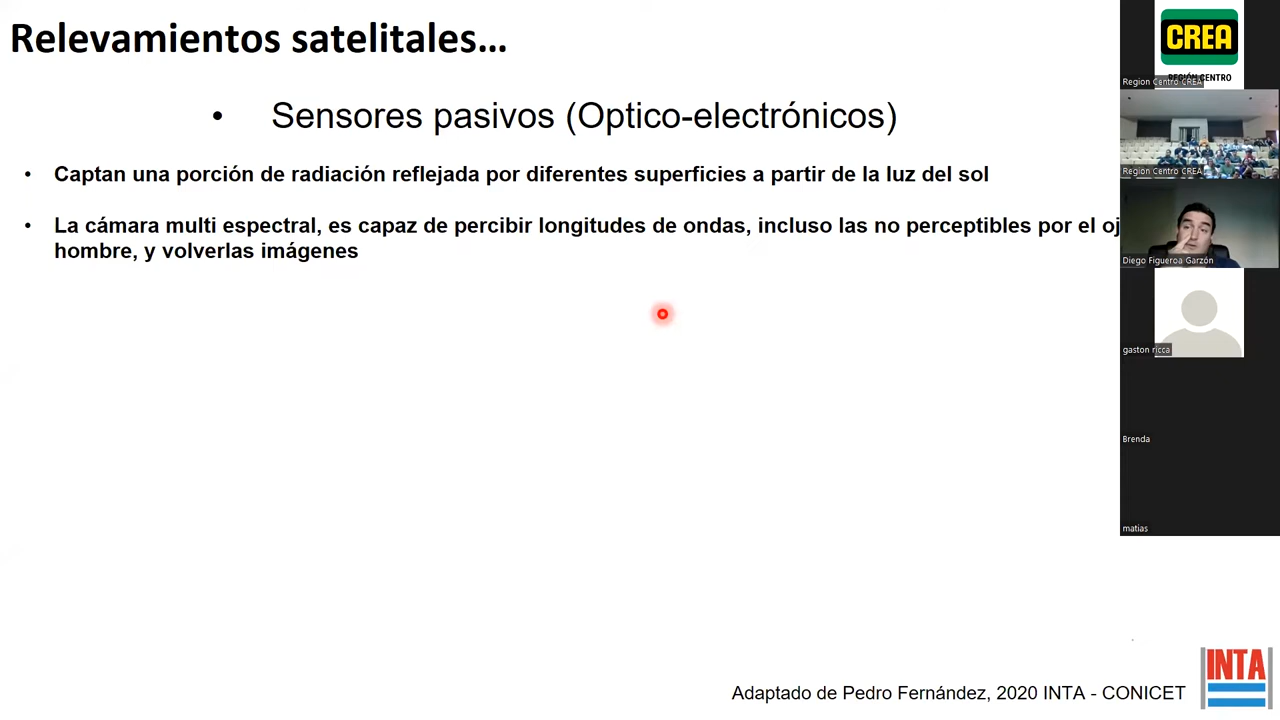 Relevamientos satelitales...
• Sensores pasivos (Optico-electrónicos)
• Captan una porción de radiación reflejada por diferentes superficies a partir de la luz del sol
• La cámara multi espectral, es capaz de percibir longitudes de ondas, incluso las no perceptibles por el oj
hombre, y volverlas imágenes
CREA
REGIÓN CENTRO
Region Centro CREA
Region Centro CREA
Diego Figueroa Garzón
gaston ricca
Brenda
matias
Adaptado de Pedro Fernández, 2020 INTA - CONICET
INTA